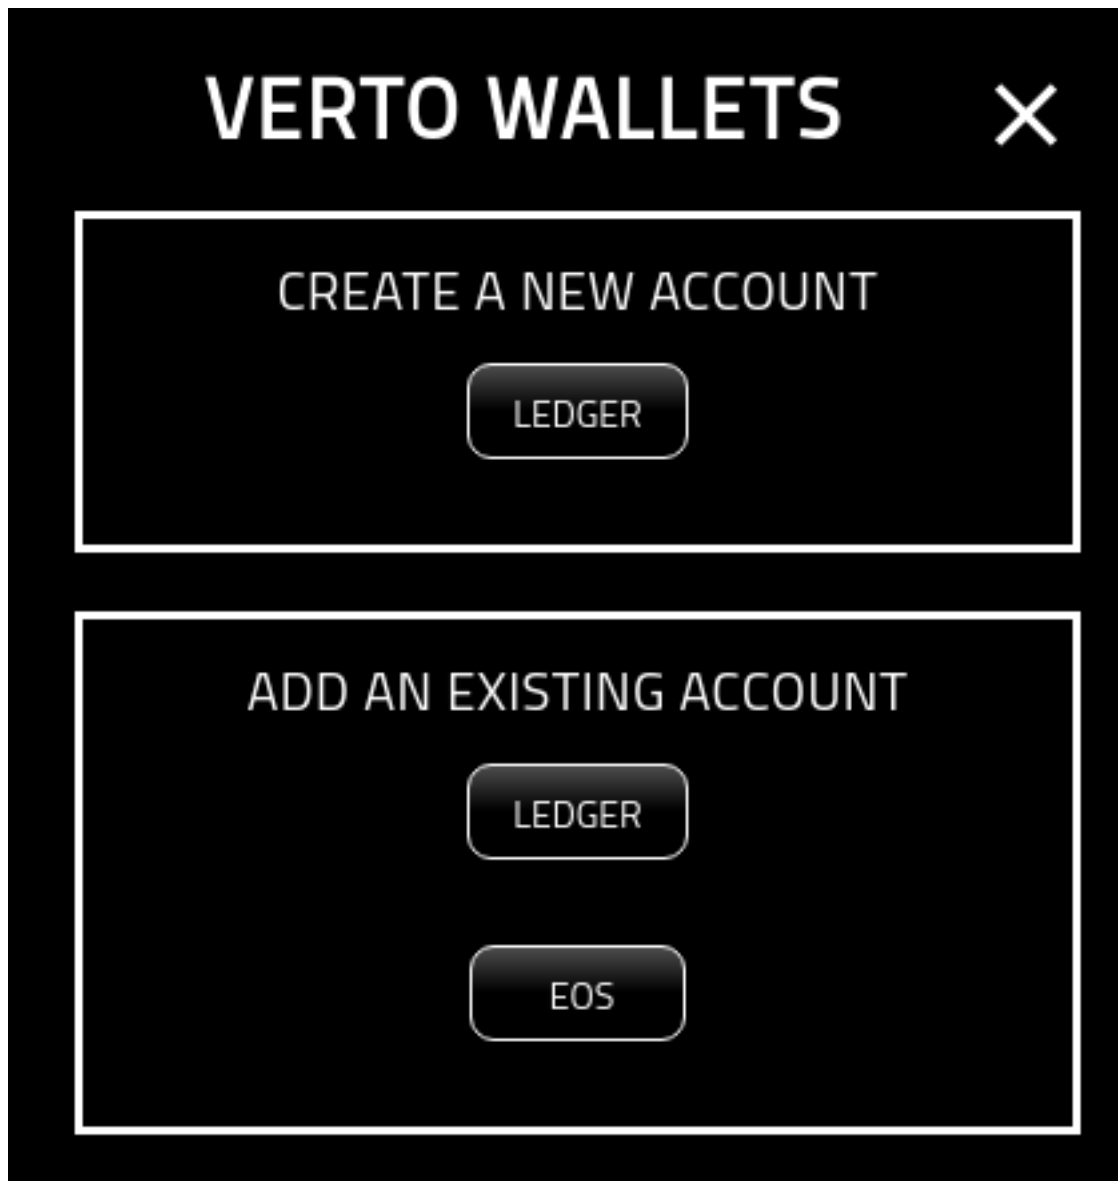 VERTO WALLETS
CREATE A NEW ACCOUNT
LEDGER
ADD AN EXISTING ACCOUNT
LEDGER
EOS